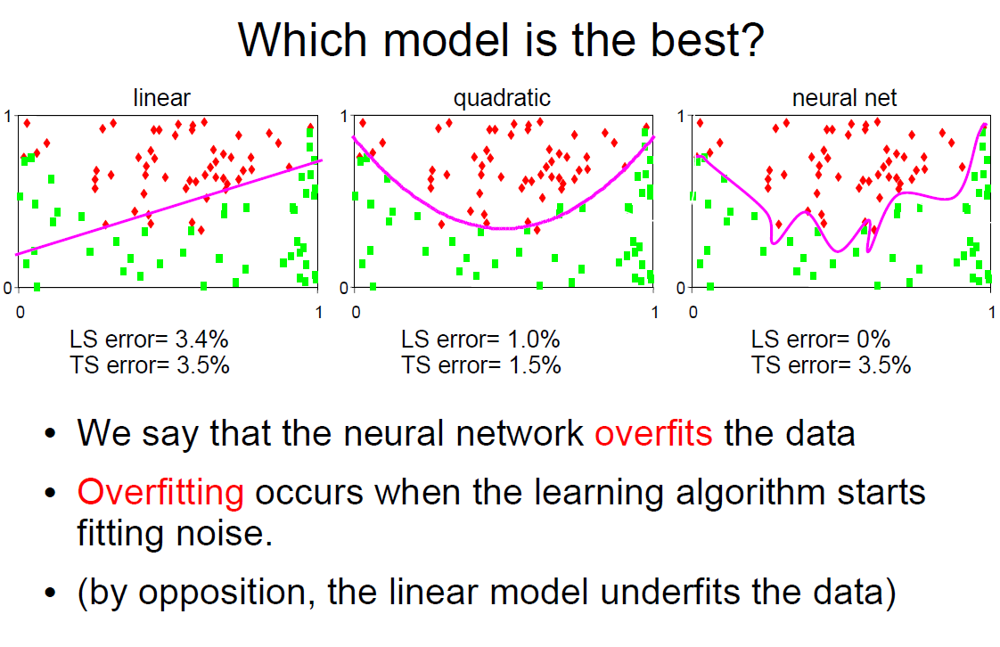 Which model is the best?
linear
quadratic
neural net
1
0
0
1
1
0
0
1
1
0
0
1
LS error= 3.4%
TS error= 3.5%
LS error= 1.0%
TS error= 1.5%
LS error= 0%
TS error= 3.5%
• We say that the neural network overfits the data
• Overfitting occurs when the learning algorithm starts
fitting noise.
• (by opposition, the linear model underfits the data)